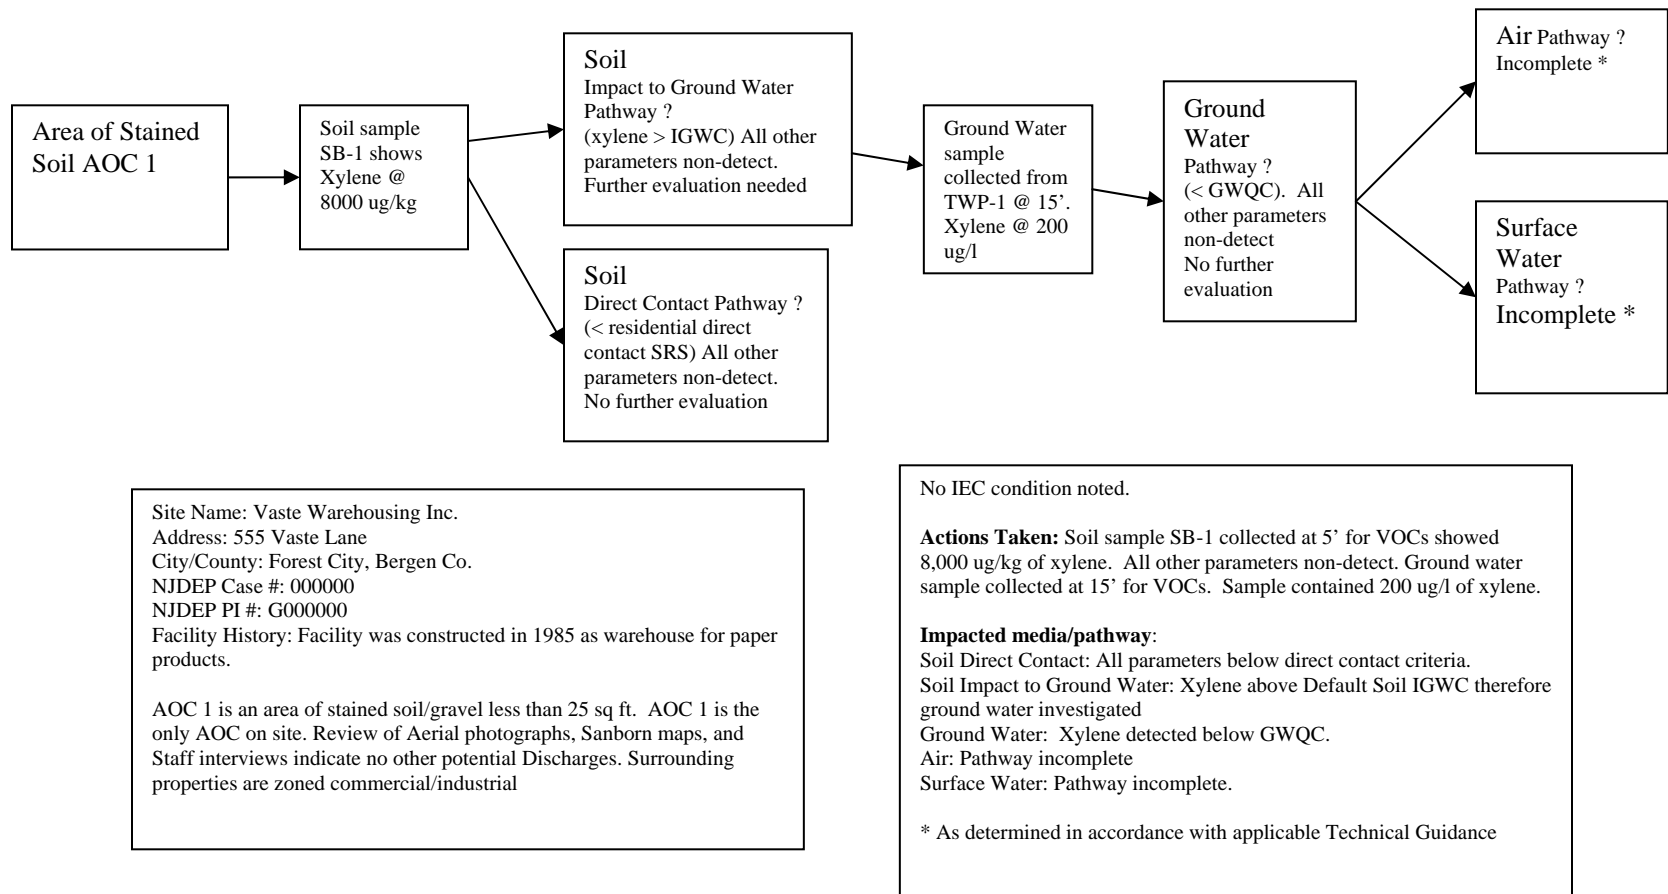 Area of Stained
Soil AOC 1
Soil sample
SB-1 shows
Xylene @
8000 ug/kg
Soil
Impact to Ground Water
Pathway ?
(xylene > IGWC) All other
parameters non-detect.
Further evaluation needed
Soil
Direct Contact Pathway ?
(< residential direct
contact SRS) All other
parameters non-detect.
No further evaluation
Ground Water
sample
collected from
TWP-1 @ 15’.
Xylene @ 200
ug/l
Ground
Water
Pathway ?
(< GWQC).  All
other parameters
non-detect
No further
evaluation
Air Pathway ?
Incomplete *
Surface
Water
Pathway ?
Incomplete *
Site Name: Vaste Warehousing Inc.
Address: 555 Vaste Lane
City/County: Forest City, Bergen Co.
NJDEP Case #: 000000
NJDEP PI #: G000000
Facility History: Facility was constructed in 1985 as warehouse for paper
products.
AOC 1 is an area of stained soil/gravel less than 25 sq ft.  AOC 1 is the
only AOC on site. Review of Aerial photographs, Sanborn maps, and
Staff interviews indicate no other potential Discharges. Surrounding
properties are zoned commercial/industrial
No IEC condition noted.
Actions Taken: Soil sample SB-1 collected at 5’ for VOCs showed
8,000 ug/kg of xylene.  All other parameters non-detect. Ground water
sample collected at 15’ for VOCs.  Sample contained 200 ug/l of xylene.
Impacted media/pathway:
Soil Direct Contact: All parameters below direct contact criteria.
Soil Impact to Ground Water: Xylene above Default Soil IGWC therefore
ground water investigated
Ground Water:  Xylene detected below GWQC.
Air: Pathway incomplete
Surface Water: Pathway incomplete.
* As determined in accordance with applicable Technical Guidance